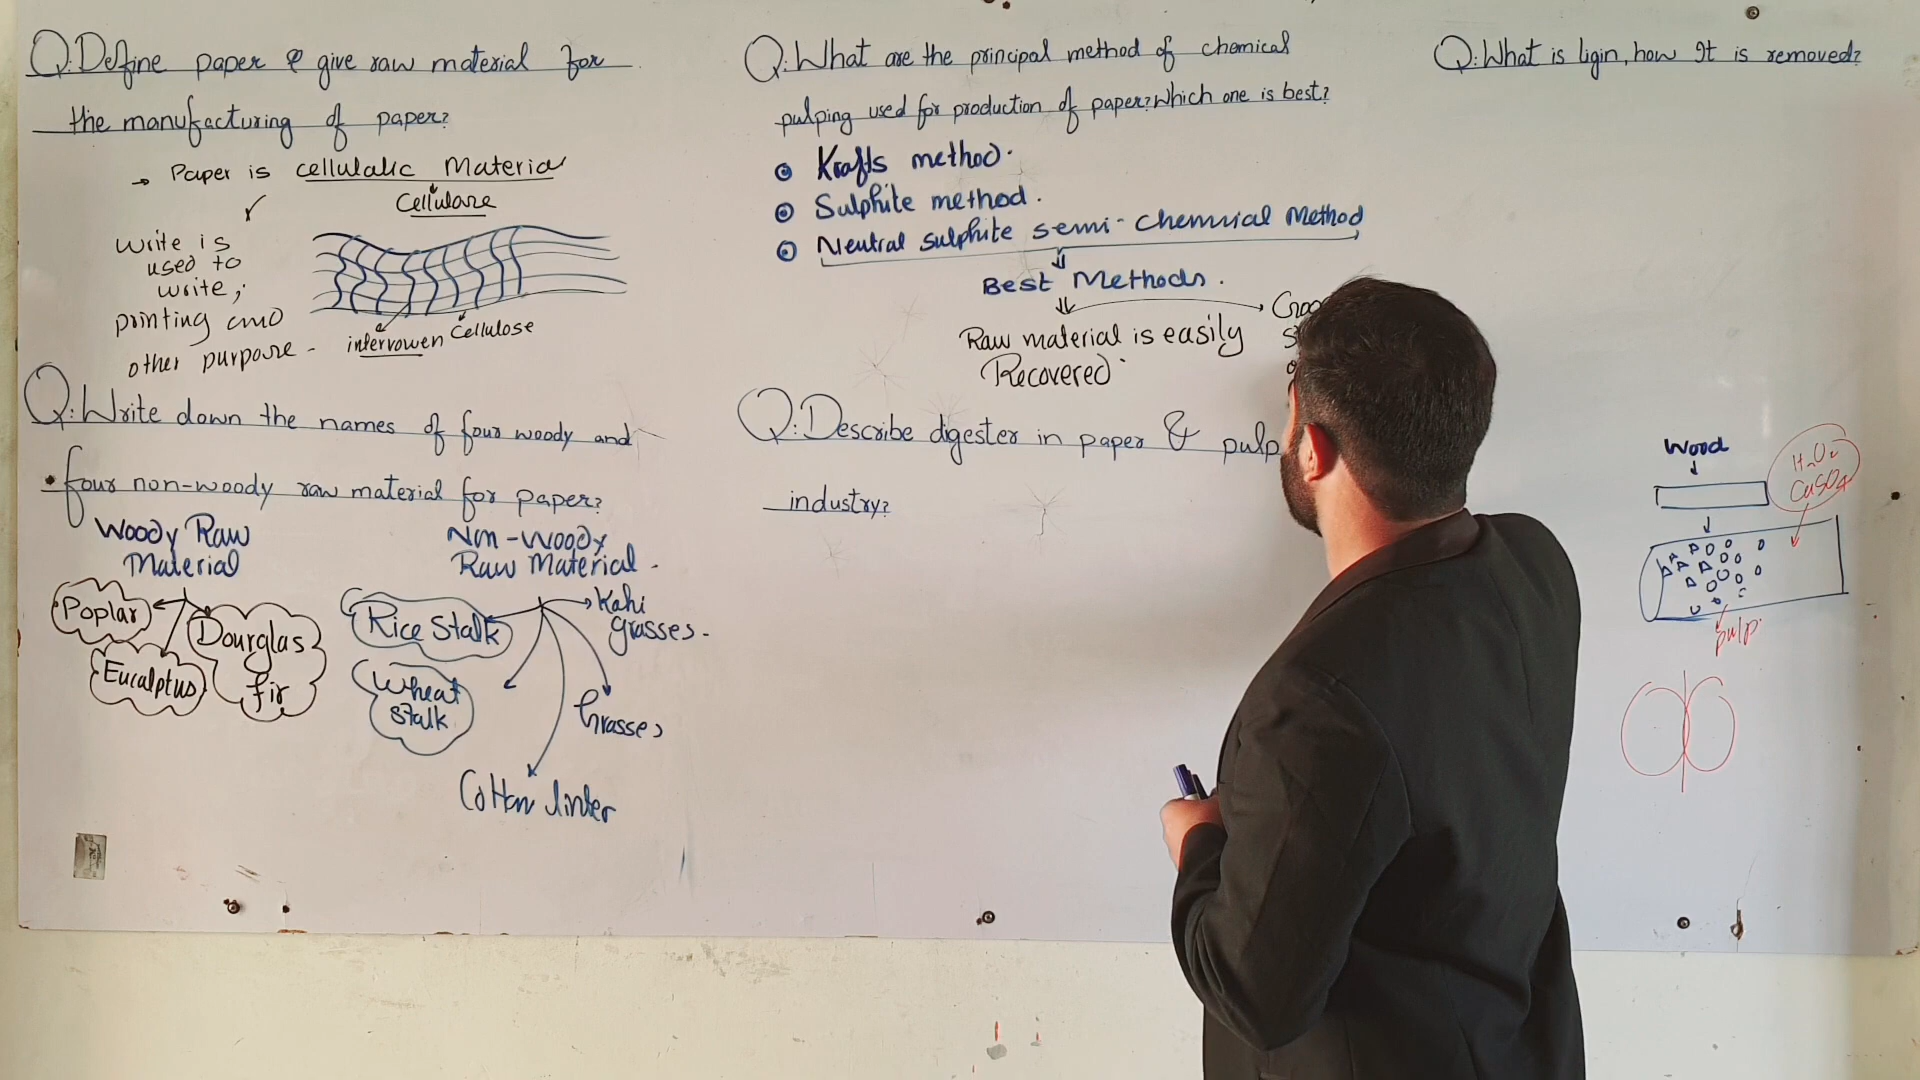 Q: Define paper & give raw material for
the manufacturing of paper?
→ Paper is cellulalic Material
Cellulose
Write is
used to
write,
printing and
other purpose -
intervowen Cellulose
Q: Write down the names of four woody and
four non-woody raw material for paper?
Woody Raw
Material
Poplar
Eucalptus
Dourglas
fir
Non-Woody
Raw Material -
Rice Stalk
Kahi
grasses -
Wheat
Stalk
Grasses
Cotton linter
Q: What are the principal method of chemical
pulping used for production of paper? Which one is best?
Krafts method.
Sulphite method.
Neutral sulphite semi-chemical Method
Best Methods.
Raw material is easily
Recovered
Q: Describe digester in paper & pulp
industry?
Q: What is ligin, how It is removed?
Wood
H2O2
CaSO4
pulp